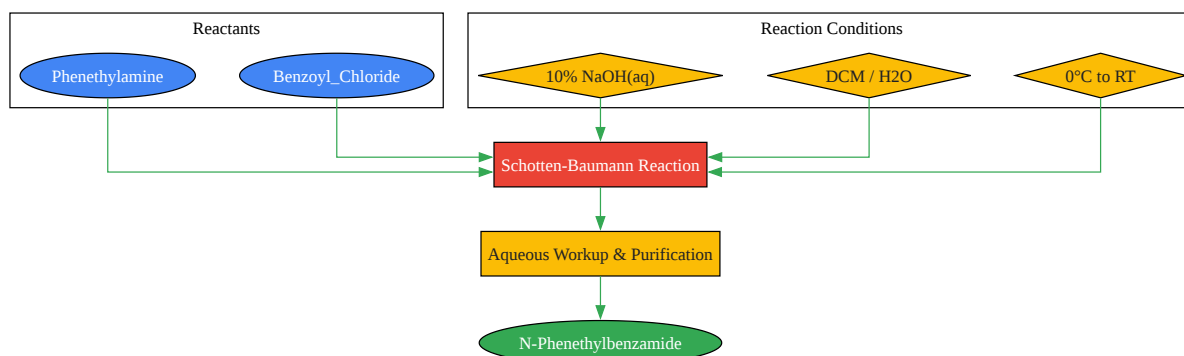 Reactants
Reaction Conditions
Phenethylamine
Benzoyl_Chloride
10% NaOH(aq)
DCM / H2O
0°C to RT
Schotten-Baumann Reaction
Aqueous Workup & Purification
N-Phenethylbenzamide